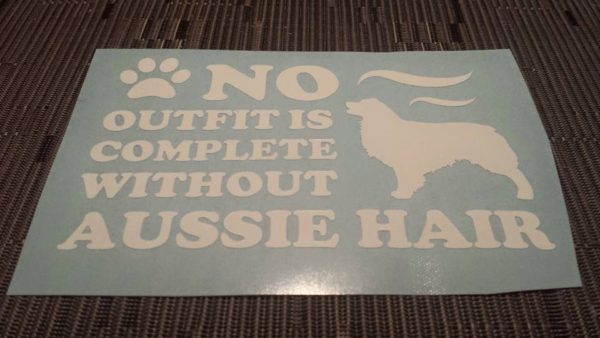 NO
OUTFIT IS
COMPLETE
WITHOUT
AUSSIE HAIR